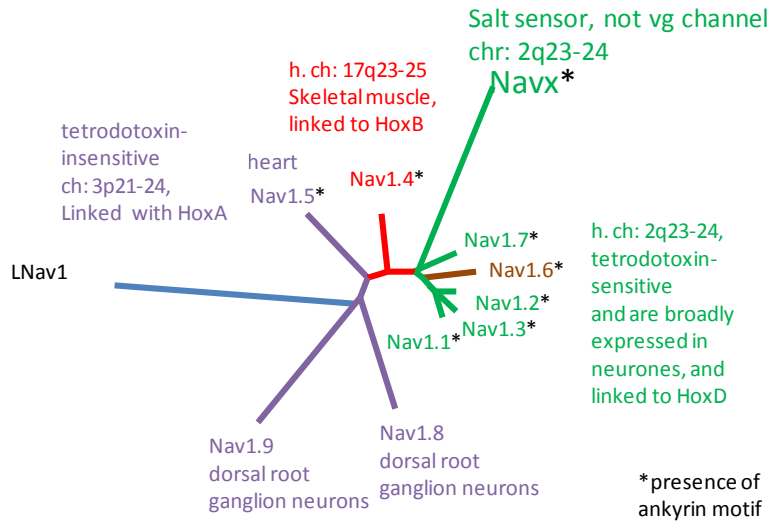 Salt sensor, not vg channel
chr: 2q23-24
Navx*
h. ch: 17q23-25
Skeletal muscle,
linked to HoxB
tetrodotoxin-
insensitive
ch: 3p21-24,
Linked with HoxA
heart
Nav1.5*
Nav1.4*
LNav1
Nav1.7*
Nav1.6*
Nav1.2*
Nav1.3*
Nav1.1*
h. ch: 2q23-24,
tetrodotoxin-
sensitive
and are broadly
expressed in
neurones, and
linked to HoxD
Nav1.9
dorsal root
ganglion neurons
Nav1.8
dorsal root
ganglion neurons
*presence of
ankyrin motif